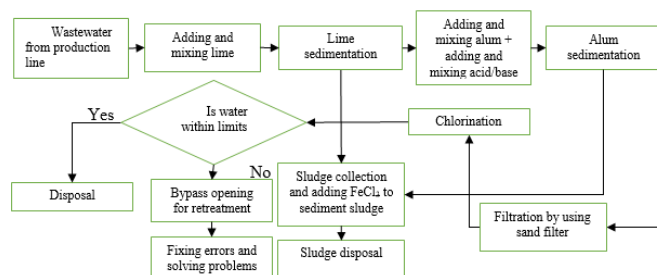 Wastewater
from production
line
Adding and
mixing lime
Lime
sedimentation
Adding and
mixing alum +
adding and
mixing acid/base
Alum
sedimentation
Yes
Is water
within limits
Chlorination
No
Disposal
Bypass opening
for retreatment
Sludge collection
and adding FeCl₄ to
sediment sludge
Filtration by using
sand filter
Fixing errors and
solving problems
Sludge disposal